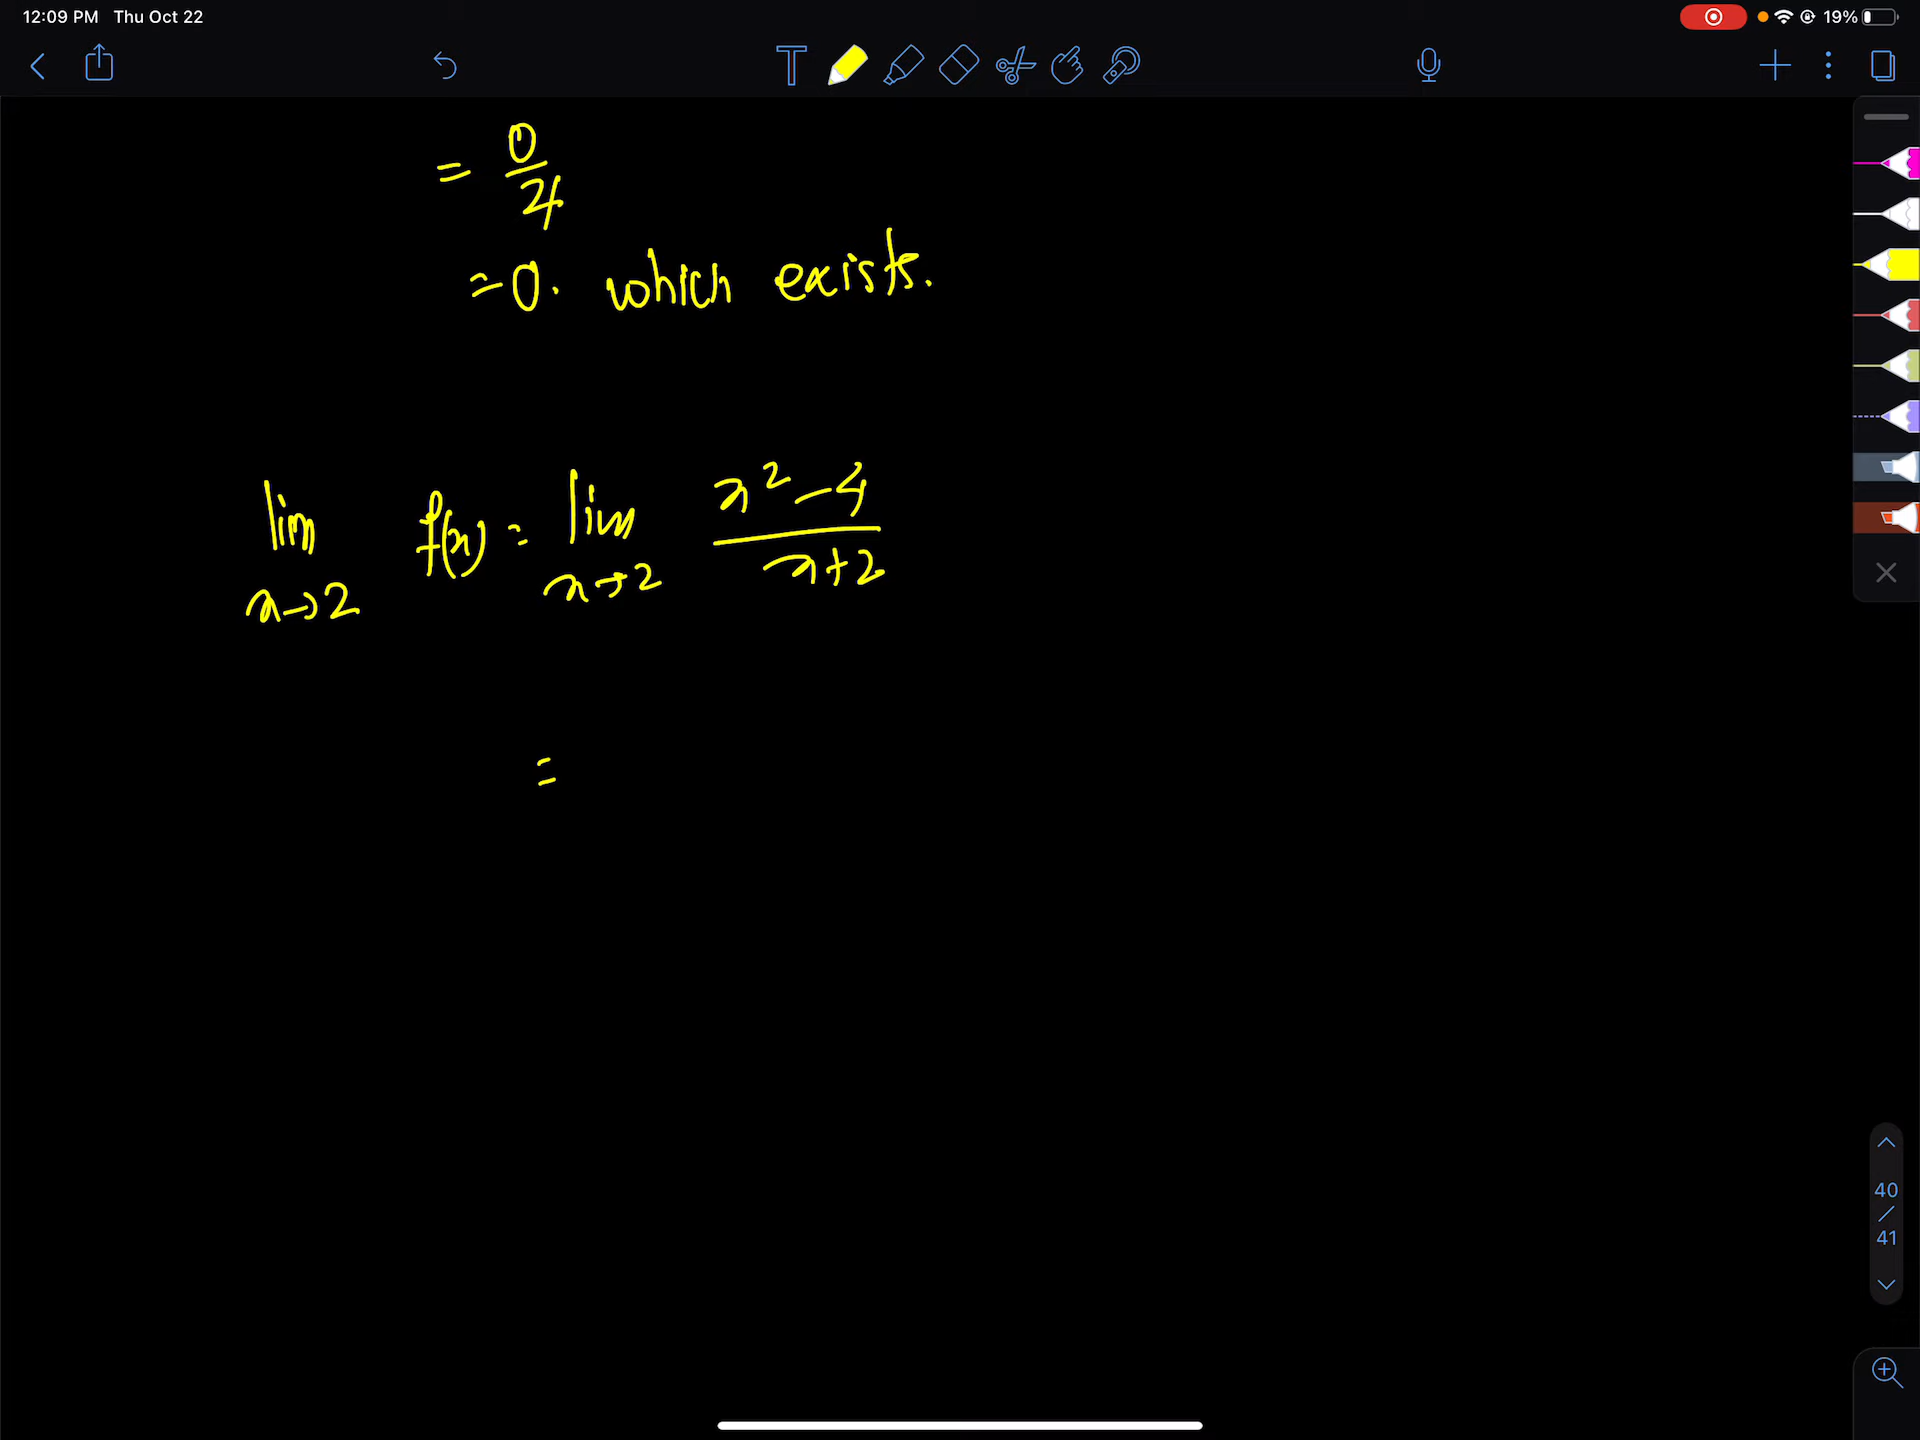 12:09 PM Thu Oct 22 19%
= 0/4
= 0. which exists.
lim x→2 f(x) = lim x→2 x² - 4 / x + 2
=
40 / 41